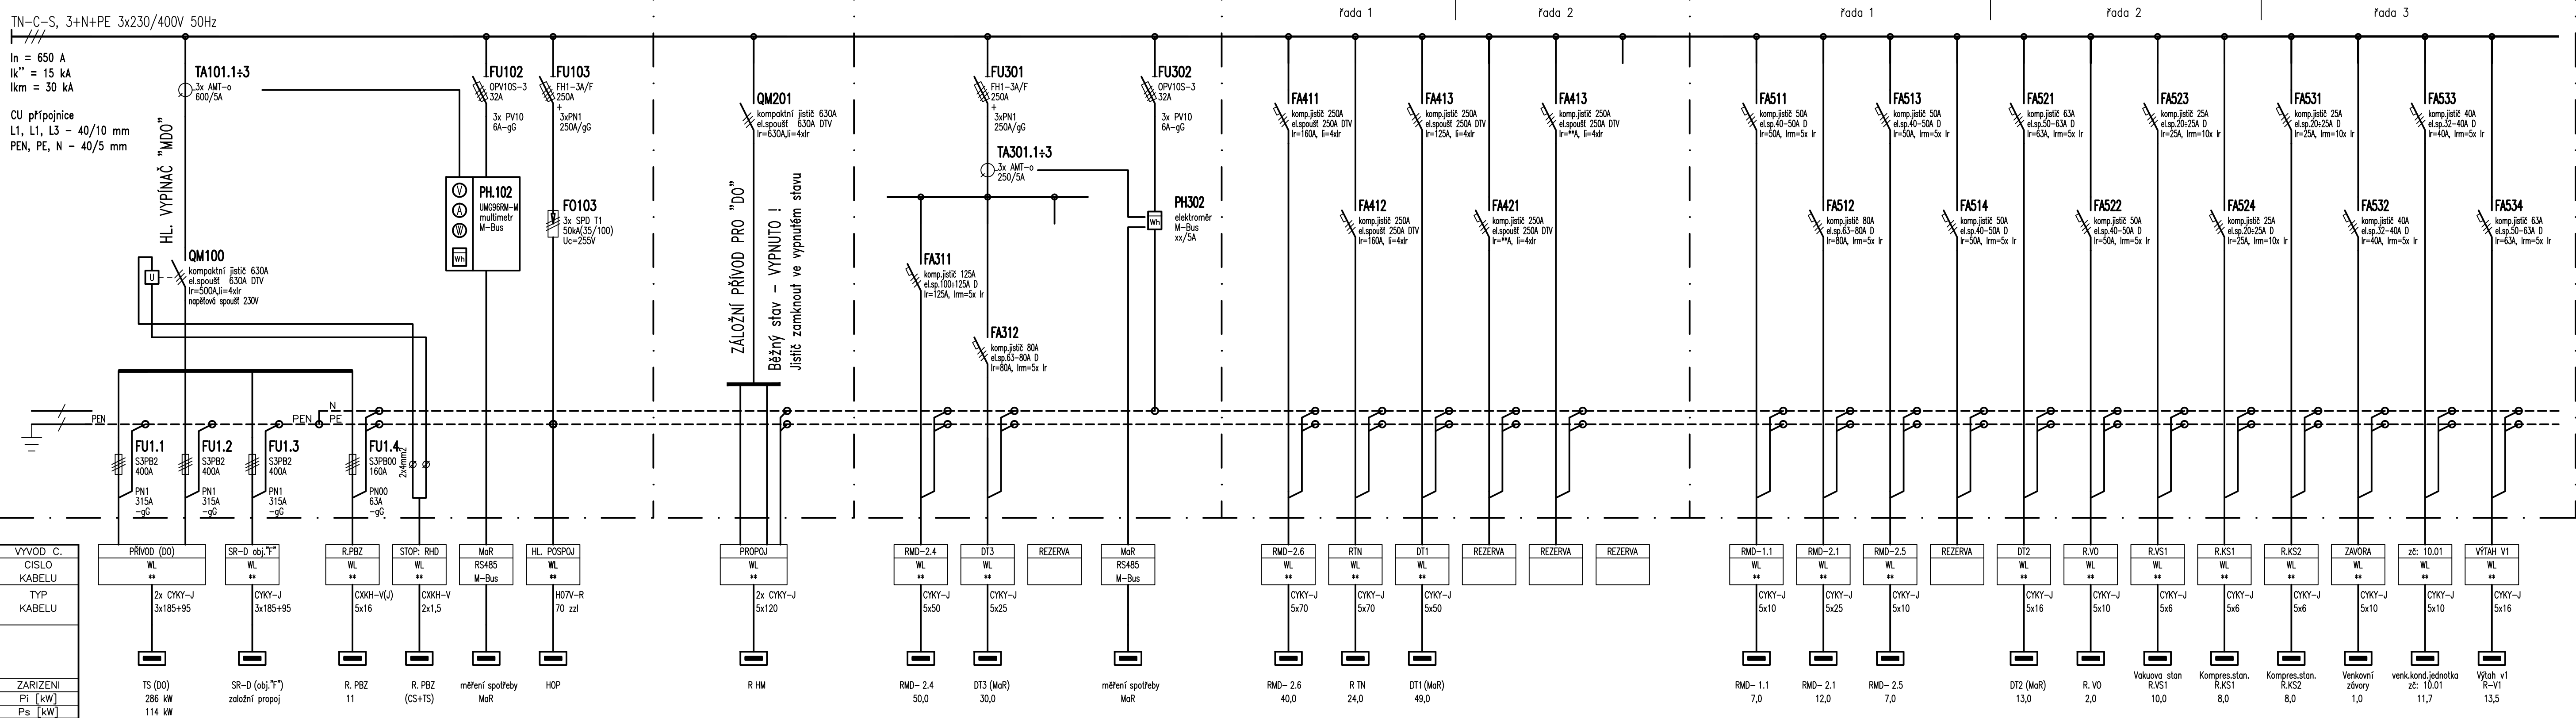 TN-C-S, 3+N+PE 3x230/400V 50Hz
řada 1
řada 2
řada 1
řada 2
řada 3
In = 650 A
Ik'' = 15 kA
Ikm = 30 kA
CU přípojnice
L1, L1, L3 - 40/10 mm
PEN, PE, N - 40/5 mm
TA101.1÷3
3x AMT-o
600/5A
HL. VYPÍNAČ "MDO"
QM100
kompaktní jistič 630A
el.spoušť 630A DTV
Ir=500A,Ii=4xIr
napěťová spoušť 230V
U
FU102
OPV10S-3
32A
3x PV10
6A-gG
V
A
W
Wh
PH.102
UMG96RM-M
multimetr
M-Bus
FU103
FH1-3A/F
250A
+
3xPN1
250A/gG
FO103
3x SPD T1
50kA(35/100)
Uc=255V
QM201
kompaktní jistič 630A
el.spoušť 630A DTV
Ir=630A,Ii=4xIr
ZÁLOŽNÍ PŘÍVOD PRO "DO"
Běžný stav - VYPNUTO !
Jistič zamknout ve vypnutém stavu
FU301
FH1-3A/F
250A
+
3xPN1
250A/gG
TA301.1÷3
3x AMT-o
250/5A
FU302
OPV10S-3
32A
3x PV10
6A-gG
PH302
elektroměr
M-Bus
xx/5A
Wh
FA311
komp.jistič 125A
el.sp.100÷125A D
Ir=125A, Irm=5x Ir
FA312
komp.jistič 80A
el.sp.63-80A D
Ir=80A, Irm=5x Ir
FA411
komp.jistič 250A
el.spoušť 250A DTV
Ir=160A, Ii=4xIr
FA412
komp.jistič 250A
el.spoušť 250A DTV
Ir=160A, Ii=4xIr
FA413
komp.jistič 250A
el.spoušť 250A DTV
Ir=125A, Ii=4xIr
FA421
komp.jistič 250A
el.spoušť 250A DTV
Ir=**A, Ii=4xIr
FA413
komp.jistič 250A
el.spoušť 250A DTV
Ir=**A, Ii=4xIr
FA511
komp.jistič 50A
el.sp.40-50A D
Ir=50A, Irm=5x Ir
FA512
komp.jistič 80A
el.sp.63-80A D
Ir=80A, Irm=5x Ir
FA513
komp.jistič 50A
el.sp.40-50A D
Ir=50A, Irm=5x Ir
FA514
komp.jistič 50A
el.sp.40-50A D
Ir=50A, Irm=5x Ir
FA521
komp.jistič 63A
el.sp.50-63A D
Ir=63A, Irm=5x Ir
FA522
komp.jistič 50A
el.sp.40-50A D
Ir=50A, Irm=5x Ir
FA523
komp.jistič 25A
el.sp.20÷25A D
Ir=25A, Irm=10x Ir
FA524
komp.jistič 25A
el.sp.20÷25A D
Ir=25A, Irm=10x Ir
FA531
komp.jistič 25A
el.sp.20÷25A D
Ir=25A, Irm=10x Ir
FA532
komp.jistič 40A
el.sp.32-40A D
Ir=40A, Irm=5x Ir
FA533
komp.jistič 40A
el.sp.32-40A D
Ir=40A, Irm=5x Ir
FA534
komp.jistič 63A
el.sp.50-63A D
Ir=63A, Irm=5x Ir
PEN
PEN
N
PE
FU1.1
S3PB2
400A
PN1
315A
-gG
FU1.2
S3PB2
400A
PN1
315A
-gG
FU1.3
S3PB2
400A
PN1
315A
-gG
FU1.4
S3PB00
160A
PN00
63A
-gG
2x4mm2
VYVOD C. PŘÍVOD (DO) SR-D obj."F" R.PBZ STOP: RHD MaR HL. POSPOJ PROPOJ RMD-2.4 DT3 REZERVA MaR RMD-2.6 RTN DT1 REZERVA REZERVA REZERVA RMD-1.1 RMD-2.1 RMD-2.5 REZERVA DT2 R.VO R.VS1 R.KS1 R.KS2 ZAVORA zč: 10.01 VÝTAH V1
CISLO WL WL WL WL RS485 WL WL WL WL RS485 WL WL WL WL WL WL WL WL WL WL WL WL WL WL
KABELU ** ** ** ** M-Bus ** ** ** ** M-Bus ** ** ** ** ** ** ** ** ** ** ** ** ** **
TYP 2x CYKY-J CYKY-J CXKH-V(J) CXKH-V H07V-R 2x CYKY-J CYKY-J CYKY-J CYKY-J CYKY-J CYKY-J CYKY-J CYKY-J CYKY-J CYKY-J CYKY-J CYKY-J CYKY-J CYKY-J CYKY-J CYKY-J CYKY-J
KABELU 3x185+95 3x185+95 5x16 2x1,5 70 zzl 5x120 5x50 5x25 5x70 5x70 5x50 5x10 5x25 5x10 5x16 5x10 5x6 5x6 5x6 5x10 5x10 5x16
Vakuova stan Kompres.stan. Kompres.stan. Venkovní venk.kond.jednotka Výtah v1
ZARIZENI TS (DO) SR-D (obj."F") R. PBZ R. PBZ měření spotřeby HOP R HM RMD- 2.4 DT3 (MaR) měření spotřeby RMD- 2.6 R TN DT1 (MaR) RMD- 1.1 RMD- 2.1 RMD- 2.5 DT2 (MaR) R. VO R.VS1 R.KS1 R.KS2 závory zč: 10.01 R-V1
Pi [kW] 286 kW založní propoj 11 (CS+TS) MaR 50,0 30,0 MaR 40,0 24,0 49,0 7,0 12,0 7,0 13,0 2,0 10,0 8,0 8,0 1,0 11,7 13,5
Ps [kW] 114 kW